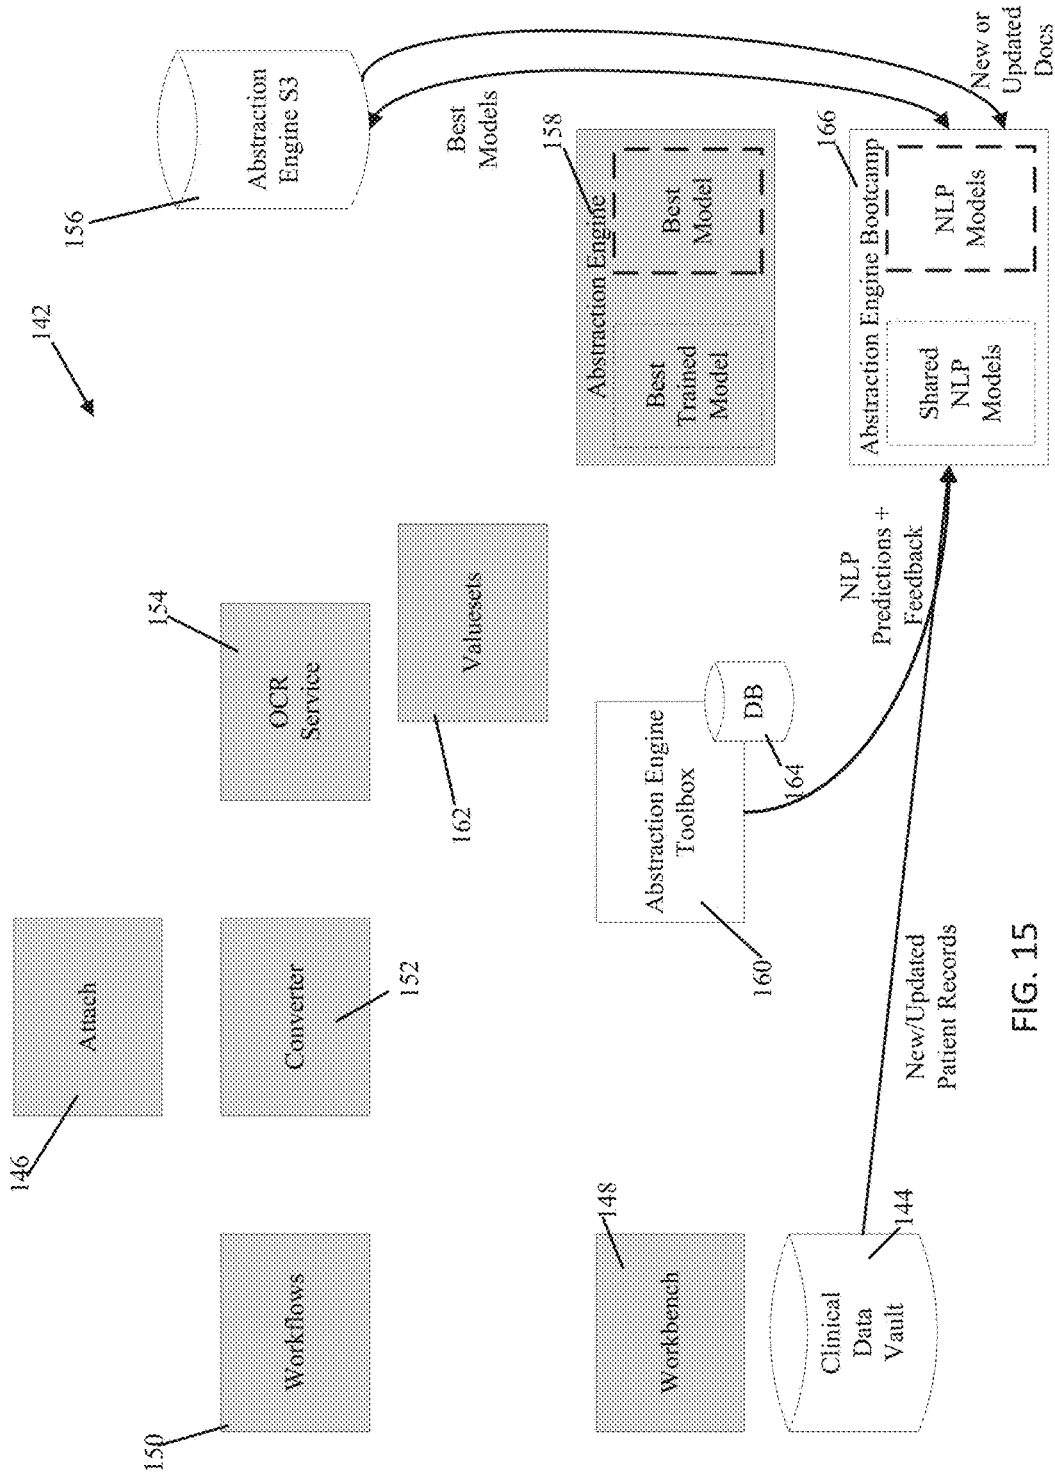 142
146
Attach
150
Workflows
Converter
152
154
OCR
Service
156
Abstraction
Engine S3
162
Valuesets
Best
Models
148
Workbench
Abstraction Engine
Toolbox
160
DB
164
158
Abstraction Engine
Best
Trained
Model
Best
Model
Clinical
Data
Vault
144
New/Updated
Patient Records
NLP
Predictions +
Feedback
166
Abstraction Engine Bootcamp
Shared
NLP
Models
NLP
Models
New or
Updated
Docs
FIG. 15